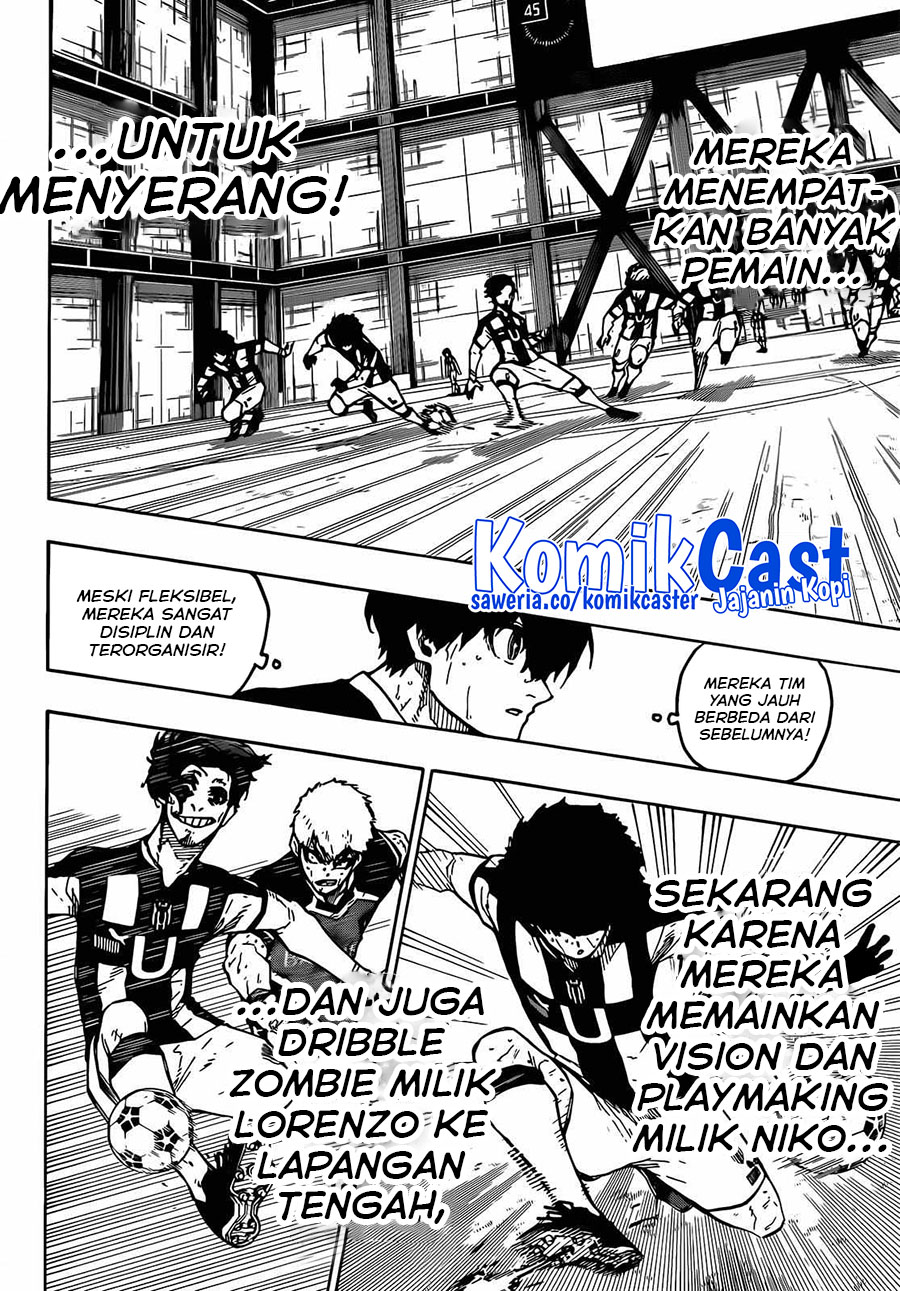 45
MEREKA
MENEMPAT-
KAN BANYAK
PEMAIN...
...UNTUK
MENYERANG!
KomikCast
saweria.co/komikcaster - Jajanin Kopi
MEREKA TIM
YANG JAUH
BERBEDA DARI
SEBELUMNYA!
MESKI FLEKSIBEL,
MEREKA SANGAT
DISIPLIN DAN
TERORGANISIR!
SEKARANG
KARENA
MEREKA
MEMAINKAN
VISION DAN
PLAYMAKING
MILIK NIKO...
...DAN JUGA
DRIBBLE
ZOMBIE MILIK
LORENZO KE
LAPANGAN
TENGAH,
U
U